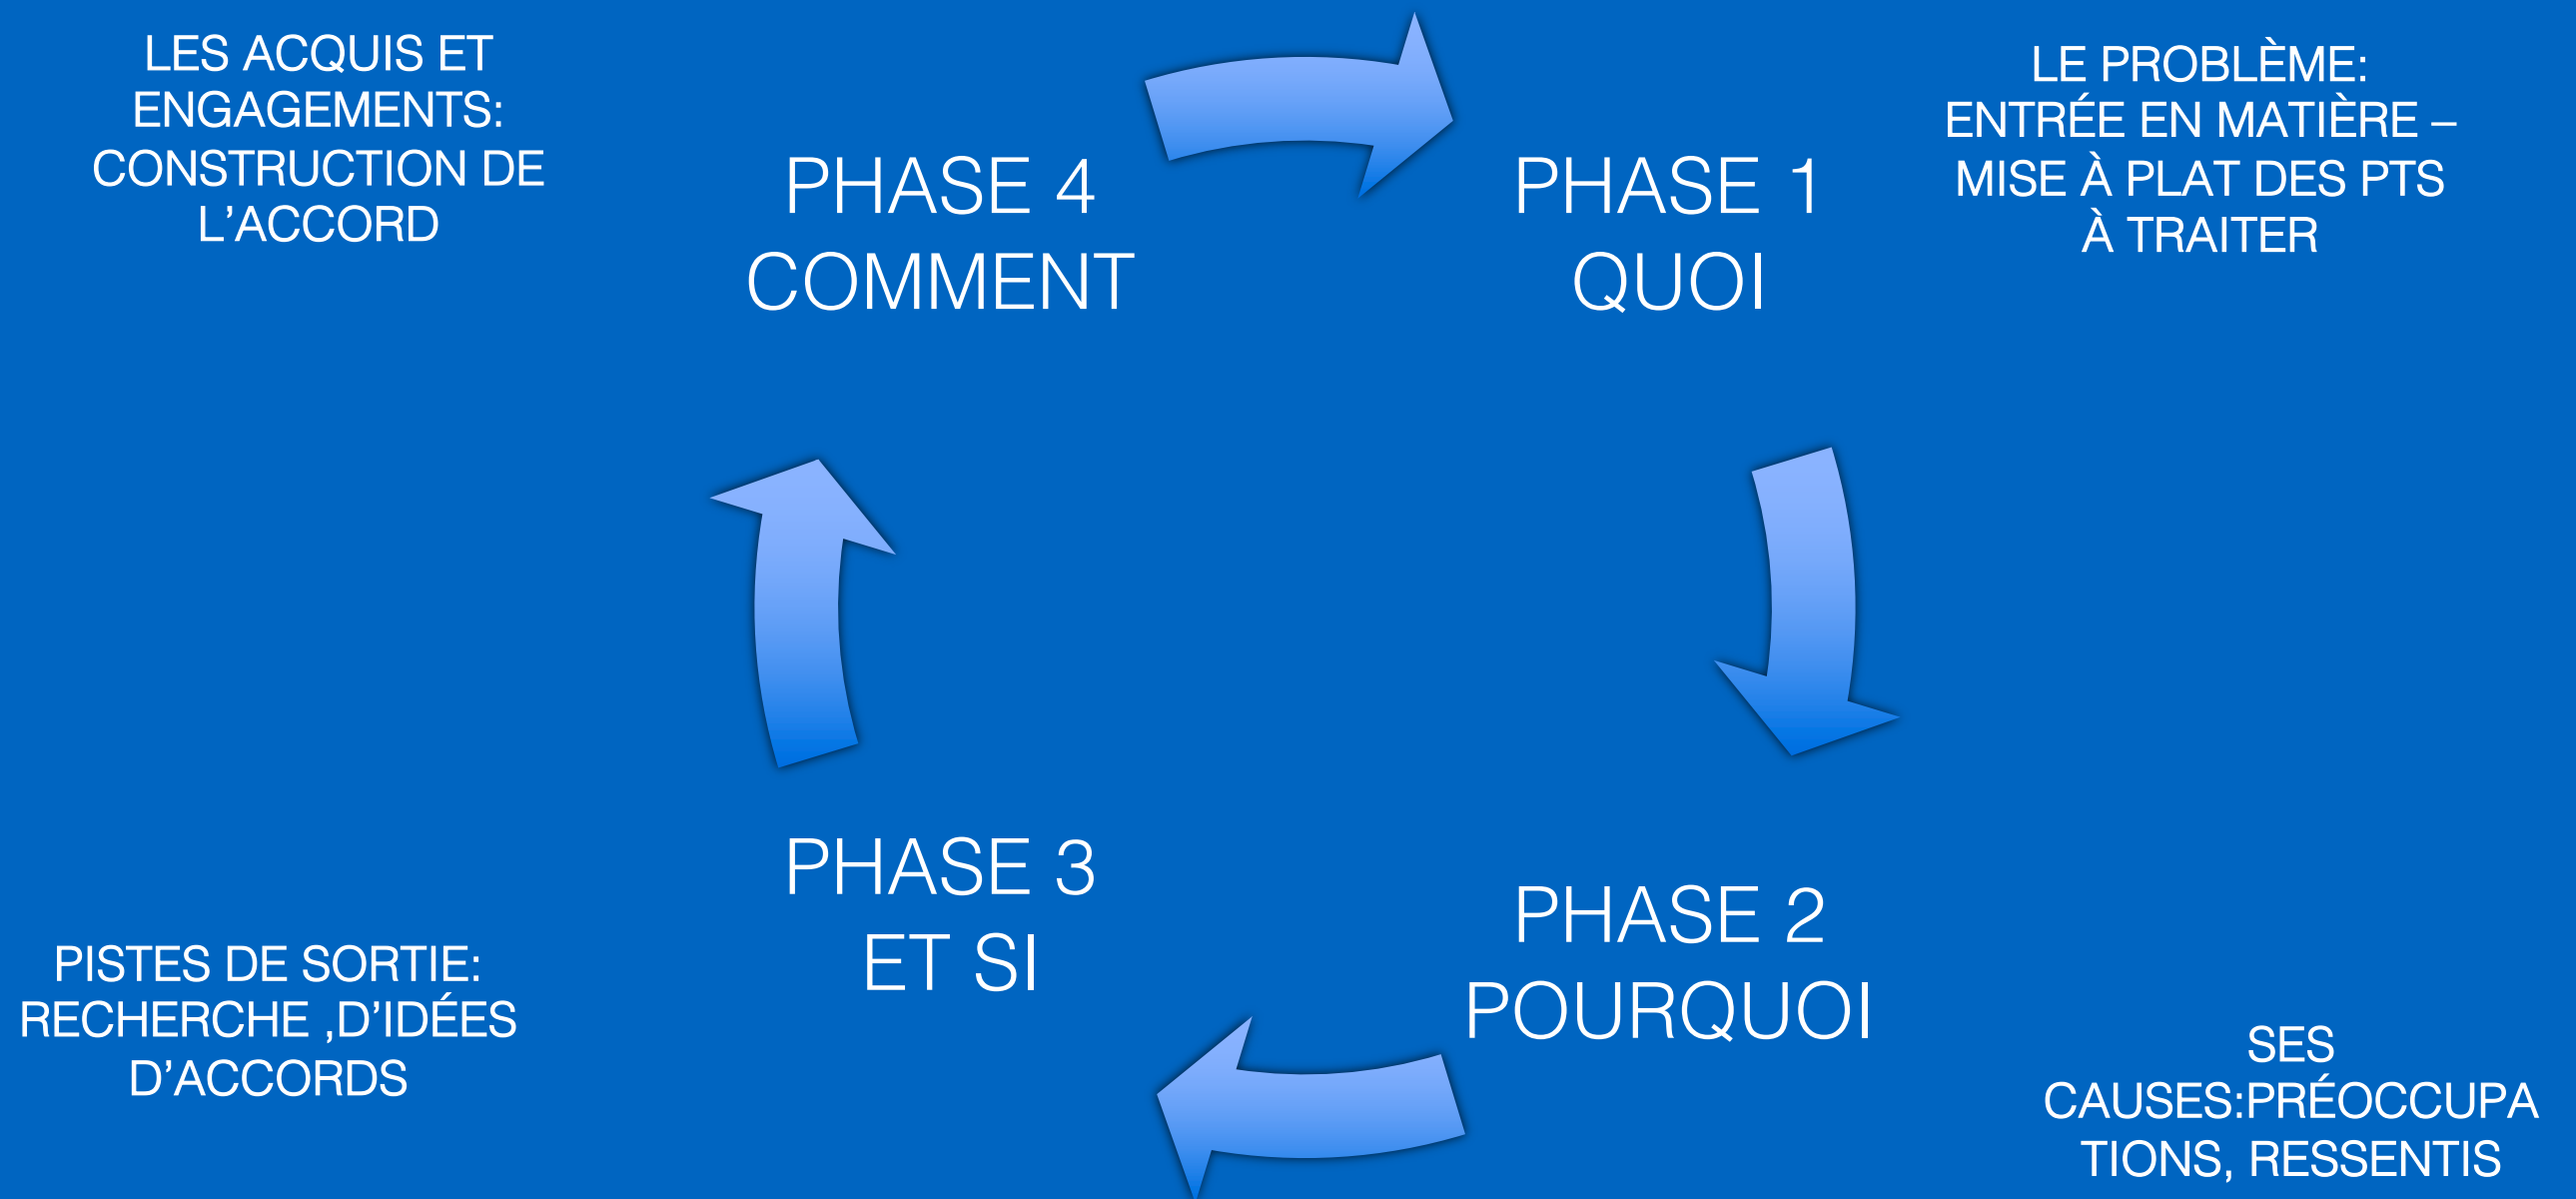 LES ACQUIS ET
ENGAGEMENTS:
CONSTRUCTION DE
L’ACCORD
PHASE 4
COMMENT
PHASE 1
QUOI
LE PROBLÈME:
ENTRÉE EN MATIÈRE –
MISE À PLAT DES PTS
À TRAITER
PISTES DE SORTIE:
RECHERCHE ,D’IDÉES
D’ACCORDS
PHASE 3
ET SI
PHASE 2
POURQUOI
SES
CAUSES:PRÉOCCUPA
TIONS, RESSENTIS